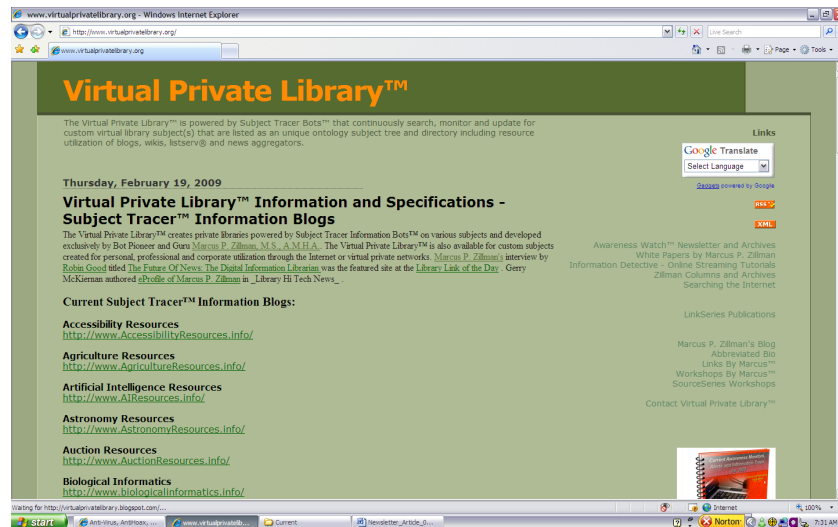 www.virtualprivatelibrary.org - Windows Internet Explorer
http://www.virtualprivatelibrary.org/
Live Search
www.virtualprivatelibrary.org
Page
Tools
Virtual Private Library™
The Virtual Private Library™ is powered by Subject Tracer Bots™ that continuously search, monitor and update for
custom virtual library subject(s) that are listed as an unique ontology subject tree and directory including resource
utilization of blogs, wikis, listserv® and news aggregators.
Thursday, February 19, 2009
Virtual Private Library™ Information and Specifications -
Subject Tracer™ Information Blogs
The Virtual Private Library™ creates private libraries powered by Subject Tracer Information Bots™ on various subjects and developed
exclusively by Bot Pioneer and Guru Marcus P. Zillman, M.S., A.M.H.A.. The Virtual Private Library™ is also available for custom subjects
created for personal, professional and corporate utilization through the Internet or virtual private networks. Marcus P. Zillman's interview by
Robin Good titled The Future Of News: The Digital Information Librarian was the featured site at the Library Link of the Day . Gerry
McKiernan authored eProfile of Marcus P. Zillman in _Library Hi Tech News_ .
Current Subject Tracer™ Information Blogs:
Accessibility Resources
http://www.AccessibilityResources.info/
Agriculture Resources
http://www.AgricultureResources.info/
Artificial Intelligence Resources
http://www.AIResources.info/
Astronomy Resources
http://www.AstronomyResources.info/
Auction Resources
http://www.AuctionResources.info/
Biological Informatics
http://www.biologicalinformatics.info/
Links
Google Translate
Select Language
Gadgets powered by Google
RSS
XML
Awareness Watch™ Newsletter and Archives
White Papers by Marcus P. Zillman
Information Detective - Online Streaming Tutorials
Zillman Columns and Archives
Searching the Internet
LinkSeries Publications
Marcus P. Zillman's Blog
Abbreviated Bio
Links By Marcus™
Workshops By Marcus™
SourceSeries Workshops
Contact Virtual Private Library™
Waiting for http://virtualprivatelibrary.blogspot.com/...
Internet
100%
start
Anti-Virus, AntiHoax, ...
www.virtualprivatelib...
Current
Newsletter_Article_0...
Norton
7:31 AM